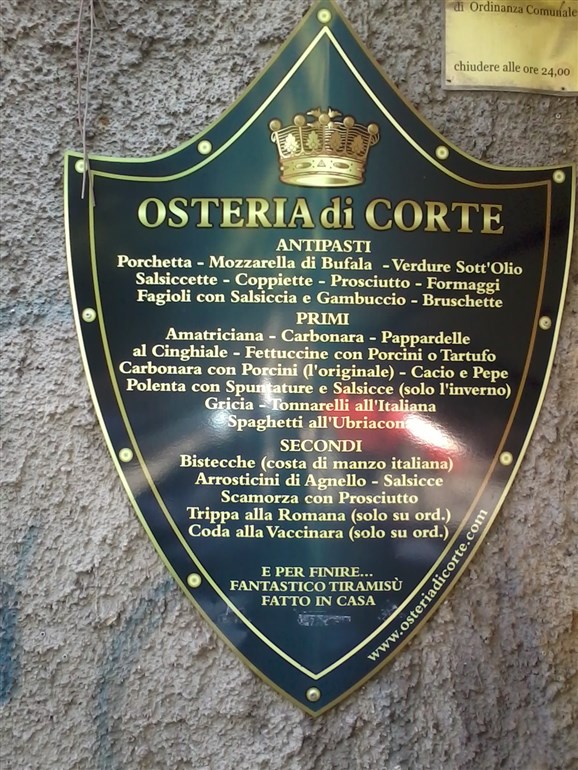 di Ordinanza Comunale
chiudere alle ore 24,00
OSTERIA di CORTE
ANTIPASTI
Porchetta - Mozzarella di Bufala - Verdure Sott'Olio
Salsiccette - Coppiette - Prosciutto - Formaggi
Fagioli con Salsiccia e Gambuccio - Bruschette
PRIMI
Amatriciana - Carbonara - Pappardelle
al Cinghiale - Fettuccine con Porcini o Tartufo
Carbonara con Porcini (l'originale) - Cacio e Pepe
Polenta con Spuntature e Salsicce (solo l'inverno)
Gricia - Tonnarelli all'Italiana
Spaghetti all'Ubriacon
SECONDI
Bistecche (costa di manzo italiana)
Arrosticini di Agnello - Salsicce
Scamorza con Prosciutto
Trippa alla Romana (solo su ord.)
Coda alla Vaccinara (solo su ord.)
E PER FINIRE...
FANTASTICO TIRAMISÙ
FATTO IN CASA
www.osteriadicorte.com